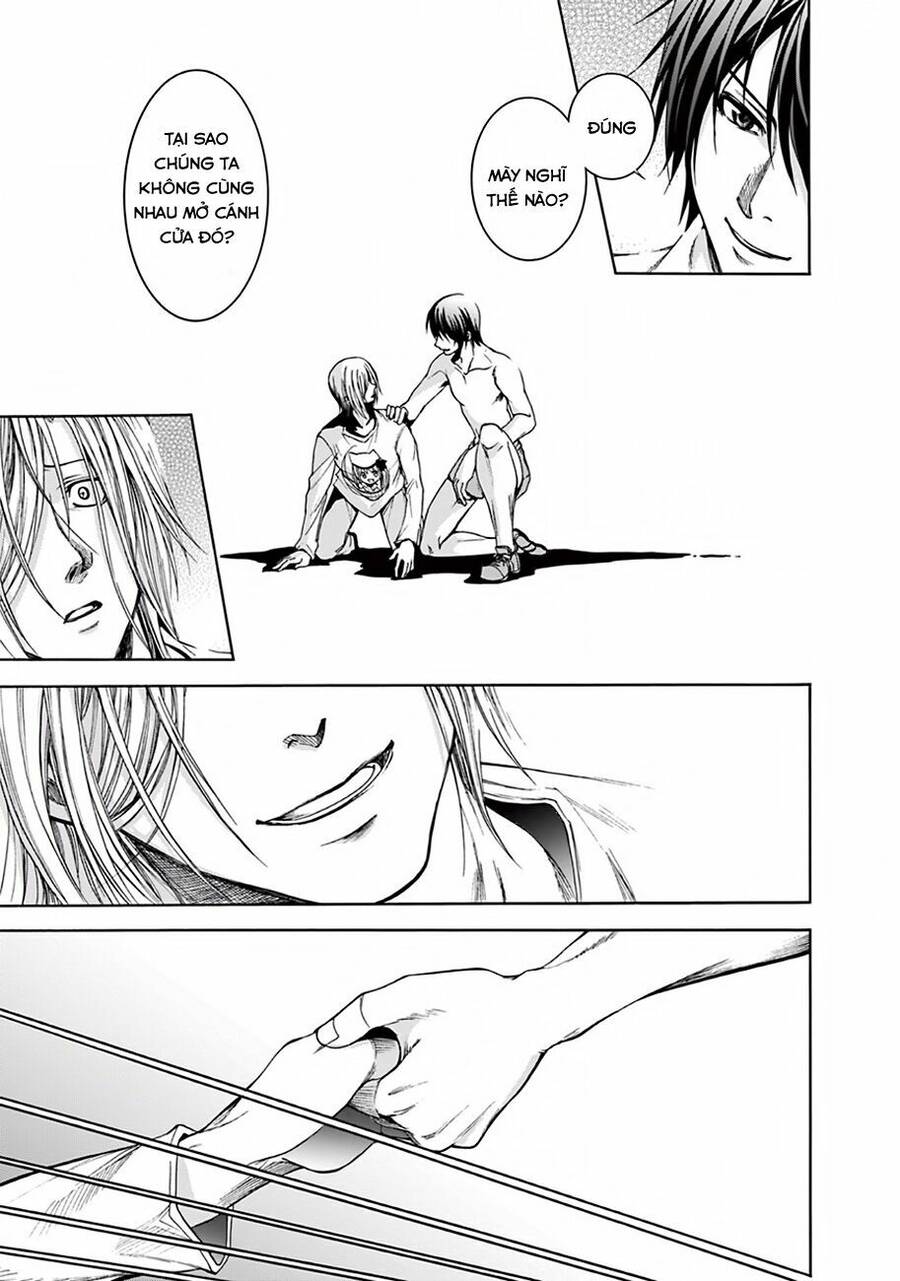 ĐÚNG
MÀY NGHĨ
THẾ NÀO?
TẠI SAO
CHÚNG TA
KHÔNG CÙNG
NHAU MỞ CÁNH
CỬA ĐÓ?